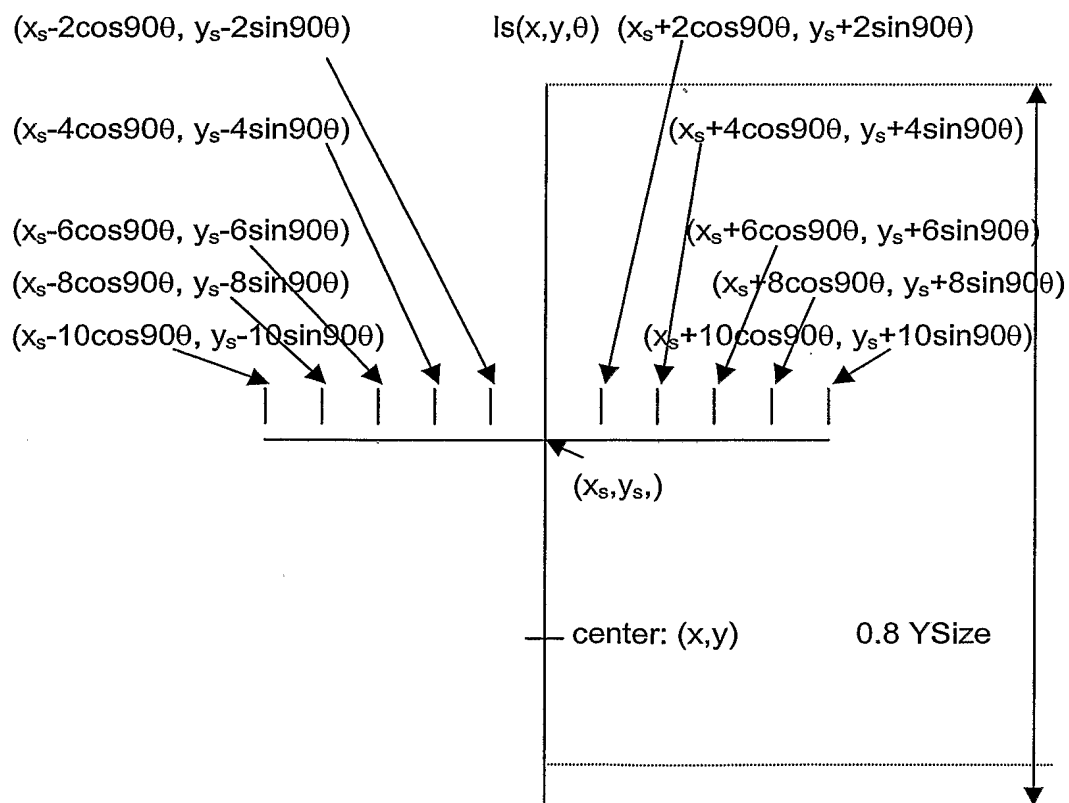 (xₛ-2cos90θ, yₛ-2sin90θ) ls(x,y,θ) (xₛ+2cos90θ, yₛ+2sin90θ)
(xₛ-4cos90θ, yₛ-4sin90θ) (xₛ+4cos90θ, yₛ+4sin90θ)
(xₛ-6cos90θ, yₛ-6sin90θ) (xₛ+6cos90θ, yₛ+6sin90θ)
(xₛ-8cos90θ, yₛ-8sin90θ) (xₛ+8cos90θ, yₛ+8sin90θ)
(xₛ-10cos90θ, yₛ-10sin90θ) (xₛ+10cos90θ, yₛ+10sin90θ)
(xₛ,yₛ,)
center: (x,y) 0.8 YSize